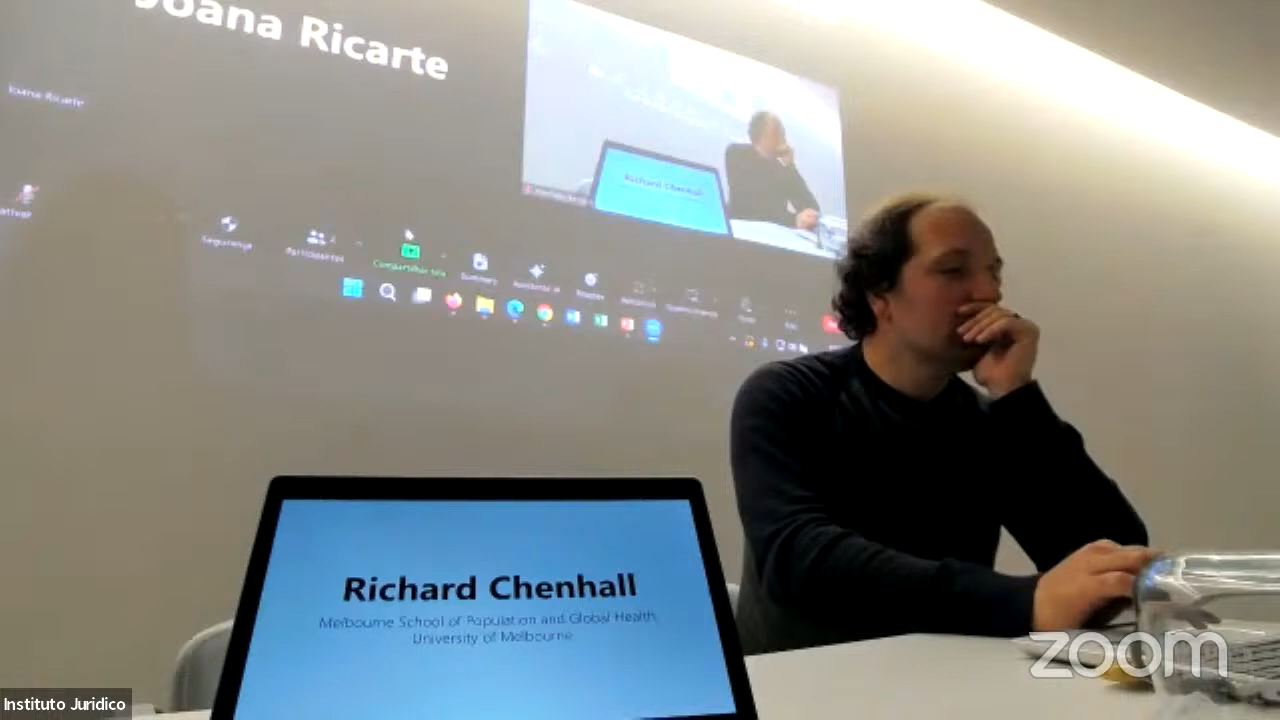 Joana Ricarte
Joana Ricarte
Segurança
Participantes
Compartilhar tela
Summary
Richard Chenhall
Richard Chenhall
Melbourne School of Population and Global Health,
University of Melbourne
zoom
Instituto Juridico